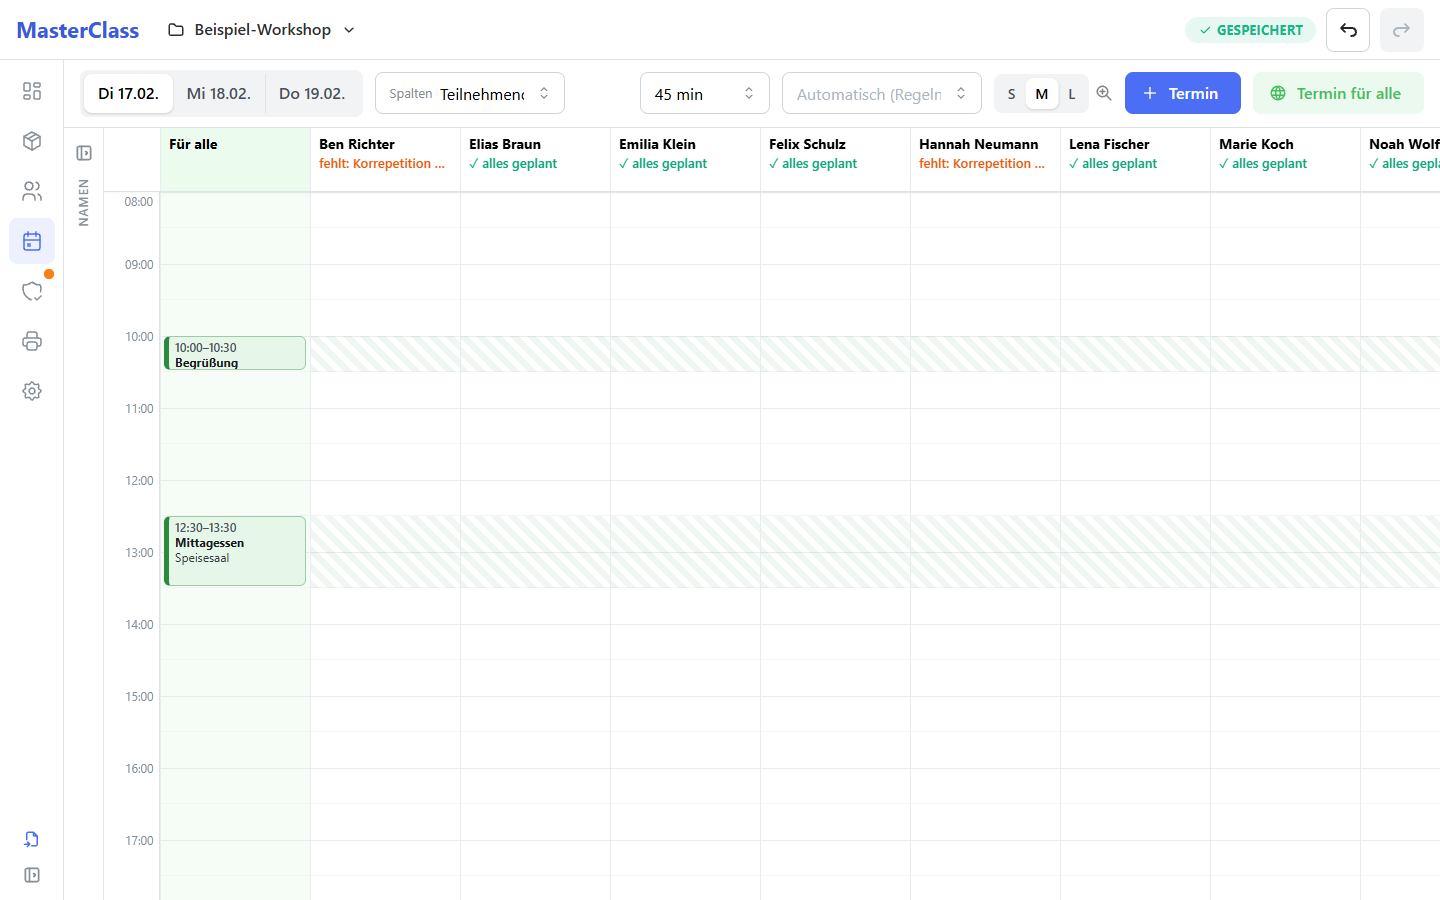 MasterClass
Beispiel-Workshop
GESPEICHERT
Di 17.02.
Mi 18.02.
Do 19.02.
Spalten
45 min
Automatisch (Regeln
S
M
L
Termin
Termin für alle
NAMEN
Für alle
Ben Richter
fehlt: Korrepetition ...
Elias Braun
✓ alles geplant
Emilia Klein
✓ alles geplant
Felix Schulz
✓ alles geplant
Hannah Neumann
fehlt: Korrepetition ...
Lena Fischer
✓ alles geplant
Marie Koch
✓ alles geplant
Noah Wolf
✓ alles
08:00
09:00
10:00
10:00–10:30
Begrüßung
11:00
12:00
12:30–13:30
Mittagessen
Speisesaal
13:00
14:00
15:00
16:00
17:00